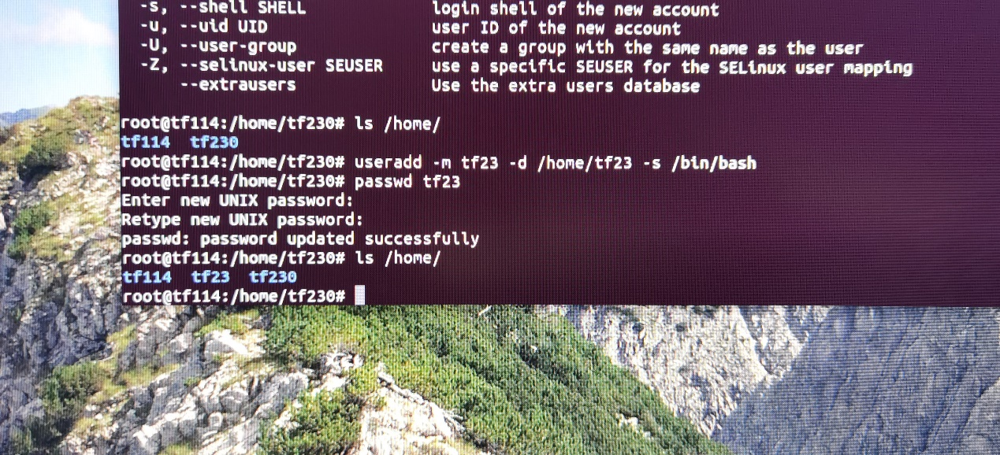 -s, --shell SHELL login shell of the new account
-u, --uid UID user ID of the new account
-U, --user-group create a group with the same name as the user
-Z, --selinux-user SEUSER use a specific SEUSER for the SELinux user mapping
--extrausers Use the extra users database
root@tf114:/home/tf230# ls /home/
tf114 tf230
root@tf114:/home/tf230# useradd -m tf23 -d /home/tf23 -s /bin/bash
root@tf114:/home/tf230# passwd tf23
Enter new UNIX password:
Retype new UNIX password:
passwd: password updated successfully
root@tf114:/home/tf230# ls /home/
tf114 tf23 tf230
root@tf114:/home/tf230#